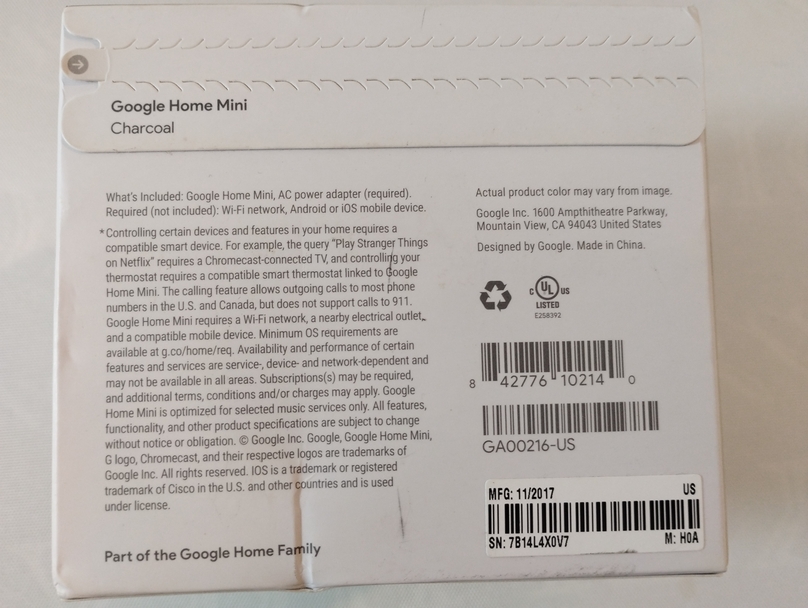 Google Home Mini
Charcoal
What's Included: Google Home Mini, AC power adapter (required).
Required (not included): Wi-Fi network, Android or iOS mobile device.
*Controlling certain devices and features in your home requires a
compatible smart device. For example, the query "Play Stranger Things
on Netflix" requires a Chromecast-connected TV, and controlling your
thermostat requires a compatible smart thermostat linked to Google
Home Mini. The calling feature allows outgoing calls to most phone
numbers in the U.S. and Canada, but does not support calls to 911.
Google Home Mini requires a Wi-Fi network, a nearby electrical outlet,
and a compatible mobile device. Minimum OS requirements are
available at g.co/home/req. Availability and performance of certain
features and services are service-, device- and network-dependent and
may not be available in all areas. Subscriptions(s) may be required,
and additional terms, conditions and/or charges may apply. Google
Home Mini is optimized for selected music services only. All features,
functionality, and other product specifications are subject to change
without notice or obligation. © Google Inc. Google, Google Home Mini,
G logo, Chromecast, and their respective logos are trademarks of
Google Inc. All rights reserved. IOS is a trademark or registered
trademark of Cisco in the U.S. and other countries and is used
under license.
Part of the Google Home Family
Actual product color may vary from image.
Google Inc. 1600 Ampthitheatre Parkway,
Mountain View, CA 94043 United States
Designed by Google. Made in China.
C UL US
LISTED
E258392
8 42776 10214 0
GA00216-US
MFG: 11/2017 US
SN: 7B14L4X0V7 M: H0A